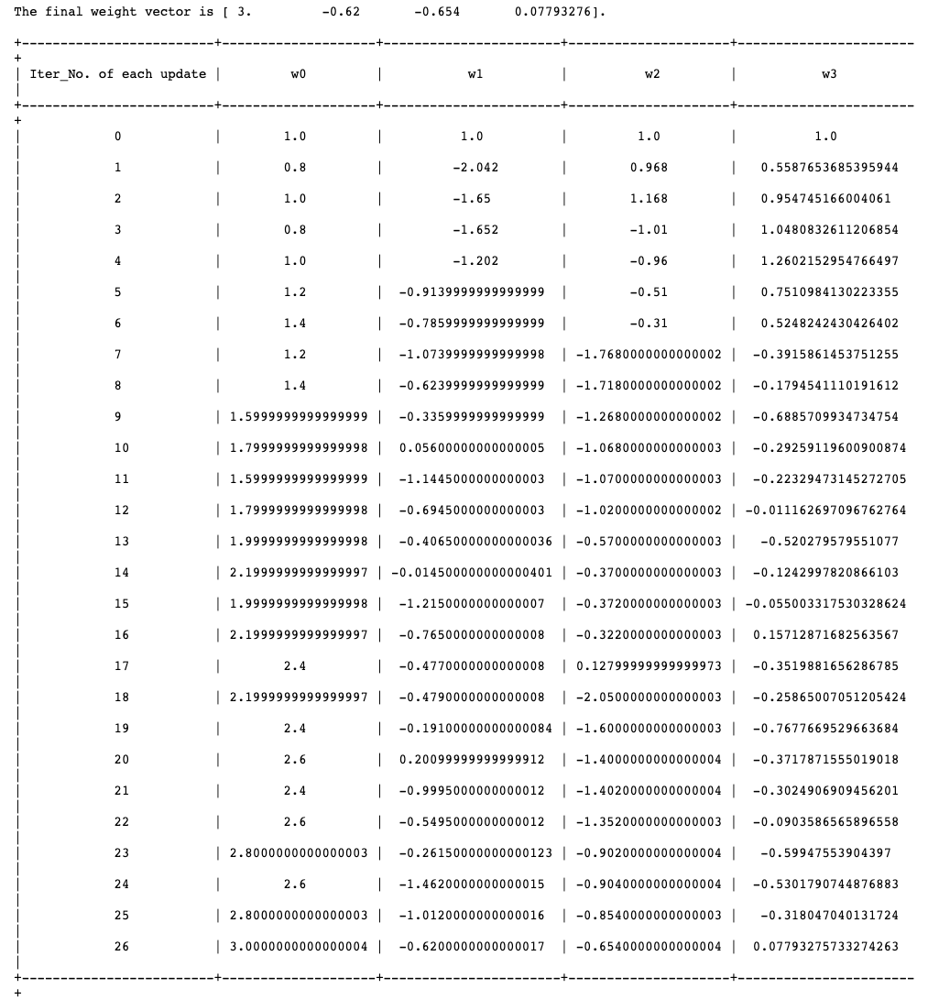 The final weight vector is [ 3.         -0.62       -0.654       0.07793276].
+-------------------------+--------------------+-----------------------+---------------------+-----------------------
+
| Iter_No. of each update |         w0         |           w1          |          w2         |           w3
|
+-------------------------+--------------------+-----------------------+---------------------+-----------------------
+
|            0            |        1.0         |          1.0          |         1.0         |          1.0
|
|            1            |        0.8         |         -2.042        |        0.968        |   0.5587653685395944
|
|            2            |        1.0         |         -1.65         |        1.168        |   0.954745166004061
|
|            3            |        0.8         |         -1.652        |        -1.01        |   1.0480832611206854
|
|            4            |        1.0         |         -1.202        |        -0.96        |   1.2602152954766497
|
|            5            |        1.2         |  -0.9139999999999999  |        -0.51        |   0.7510984130223355
|
|            6            |        1.4         |  -0.7859999999999999  |        -0.31        |   0.5248242430426402
|
|            7            |        1.2         |  -1.0739999999999998  | -1.7680000000000002 |  -0.3915861453751255
|
|            8            |        1.4         |  -0.6239999999999999  | -1.7180000000000002 |  -0.1794541110191612
|
|            9            | 1.5999999999999999 |  -0.3359999999999999  | -1.2680000000000002 |  -0.6885709934734754
|
|            10           | 1.7999999999999998 |  0.05600000000000005  | -1.0680000000000003 |  -0.29259119600900874
|
|            11           | 1.5999999999999999 |  -1.1445000000000003  | -1.0700000000000003 |  -0.22329473145272705
|
|            12           | 1.7999999999999998 |  -0.6945000000000003  | -1.0200000000000002 | -0.011162697096762764
|
|            13           | 1.9999999999999998 |  -0.40650000000000036 | -0.5700000000000003 |   -0.520279579551077
|
|            14           | 2.1999999999999997 | -0.014500000000000401 | -0.3700000000000003 |  -0.1242997820866103
|
|            15           | 1.9999999999999998 |  -1.2150000000000007  | -0.3720000000000003 | -0.055003317530328624
|
|            16           | 2.1999999999999997 |  -0.7650000000000008  | -0.3220000000000003 |  0.15712871682563567
|
|            17           |        2.4         |  -0.4770000000000008  | 0.12799999999999973 |  -0.3519881656286785
|
|            18           | 2.1999999999999997 |  -0.4790000000000008  | -2.0500000000000003 |  -0.25865007051205424
|
|            19           |        2.4         |  -0.19100000000000084 | -1.6000000000000003 |  -0.7677669529663684
|
|            20           |        2.6         |  0.20099999999999912  | -1.4000000000000004 |  -0.3717871555019018
|
|            21           |        2.4         |  -0.9995000000000012  | -1.4020000000000004 |  -0.3024906909456201
|
|            22           |        2.6         |  -0.5495000000000012  | -1.3520000000000003 |  -0.0903586565896558
|
|            23           | 2.8000000000000003 |  -0.26150000000000123 | -0.9020000000000004 |   -0.59947553904397
|
|            24           |        2.6         |  -1.4620000000000015  | -0.9040000000000004 |  -0.5301790744876883
|
|            25           | 2.8000000000000003 |  -1.0120000000000016  | -0.8540000000000003 |   -0.318047040131724
|
|            26           | 3.0000000000000004 |  -0.6200000000000017  | -0.6540000000000004 |  0.07793275733274263
|
+-------------------------+--------------------+-----------------------+---------------------+-----------------------
+